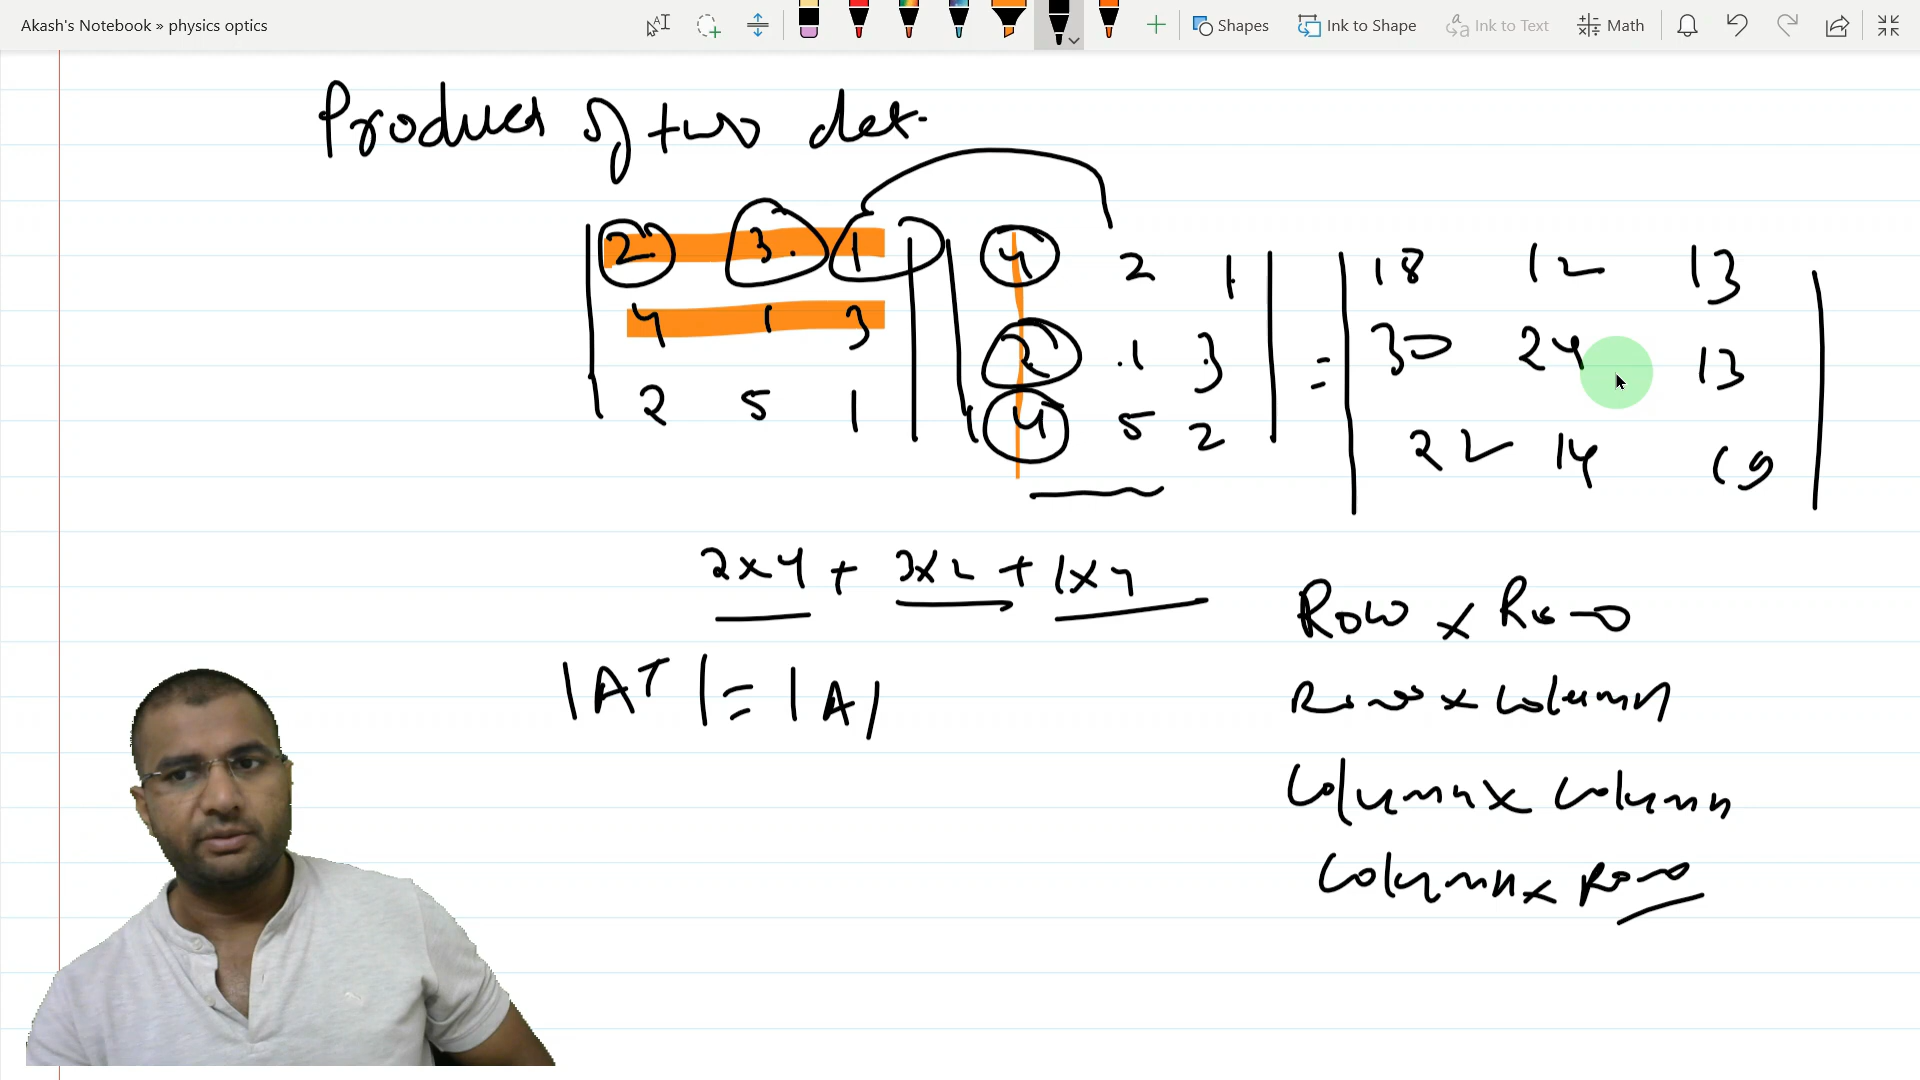 Akash's Notebook » physics optics
Shapes
Ink to Shape
Ink to Text
Math
Product of two det.
2 3 1 4 2 1 18 12 13
4 1 3 2 1 3 = 30 24 13
2 5 1 4 5 2 22 14 19
2x4 + 3x2 + 1x4
Row x Row
|AT| = |A|
Row x Column
Column x Column
Column x Row